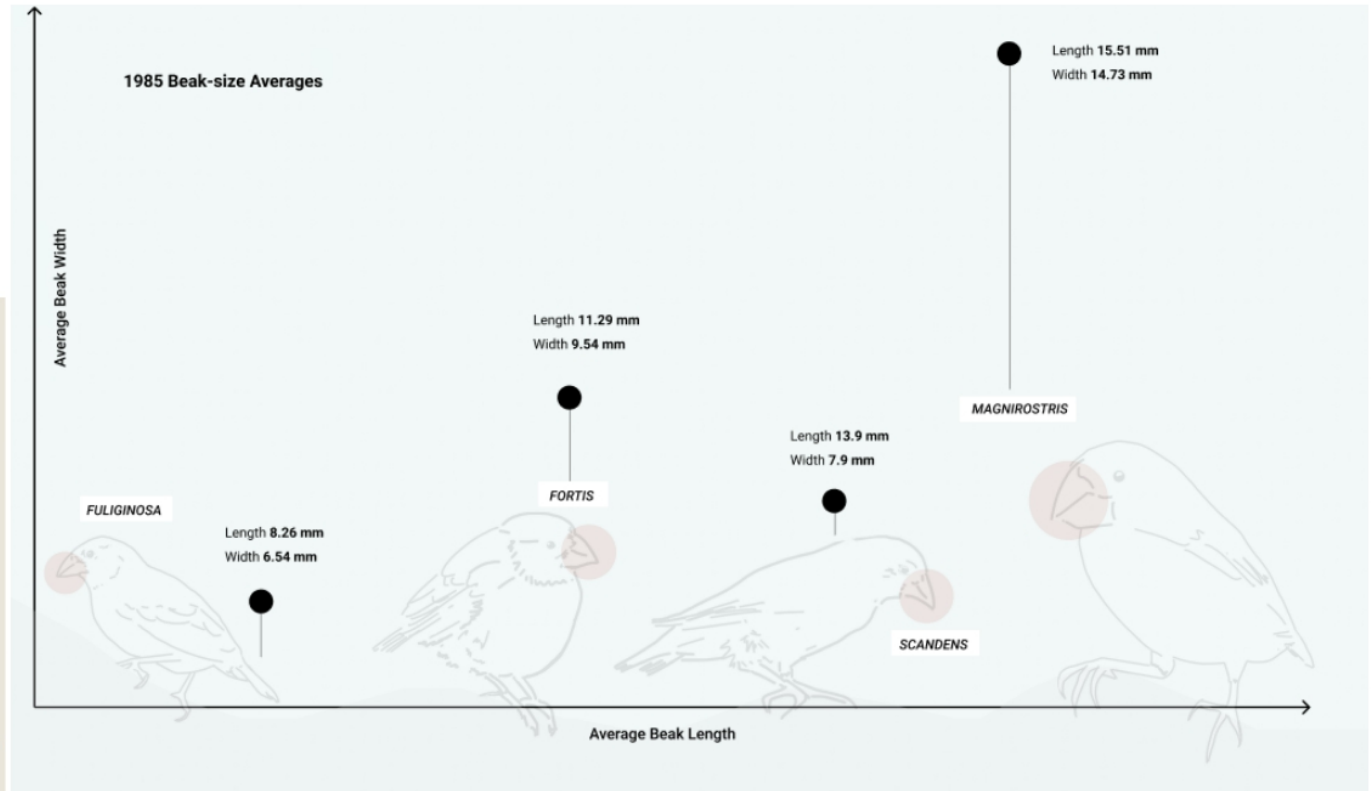 1985 Beak-size Averages
Average Beak Width
Length 15.51 mm
Width 14.73 mm
MAGNIROSTRIS
Length 11.29 mm
Width 9.54 mm
FORTIS
Length 13.9 mm
Width 7.9 mm
SCANDENS
FULIGINOSA
Length 8.26 mm
Width 6.54 mm
Average Beak Length